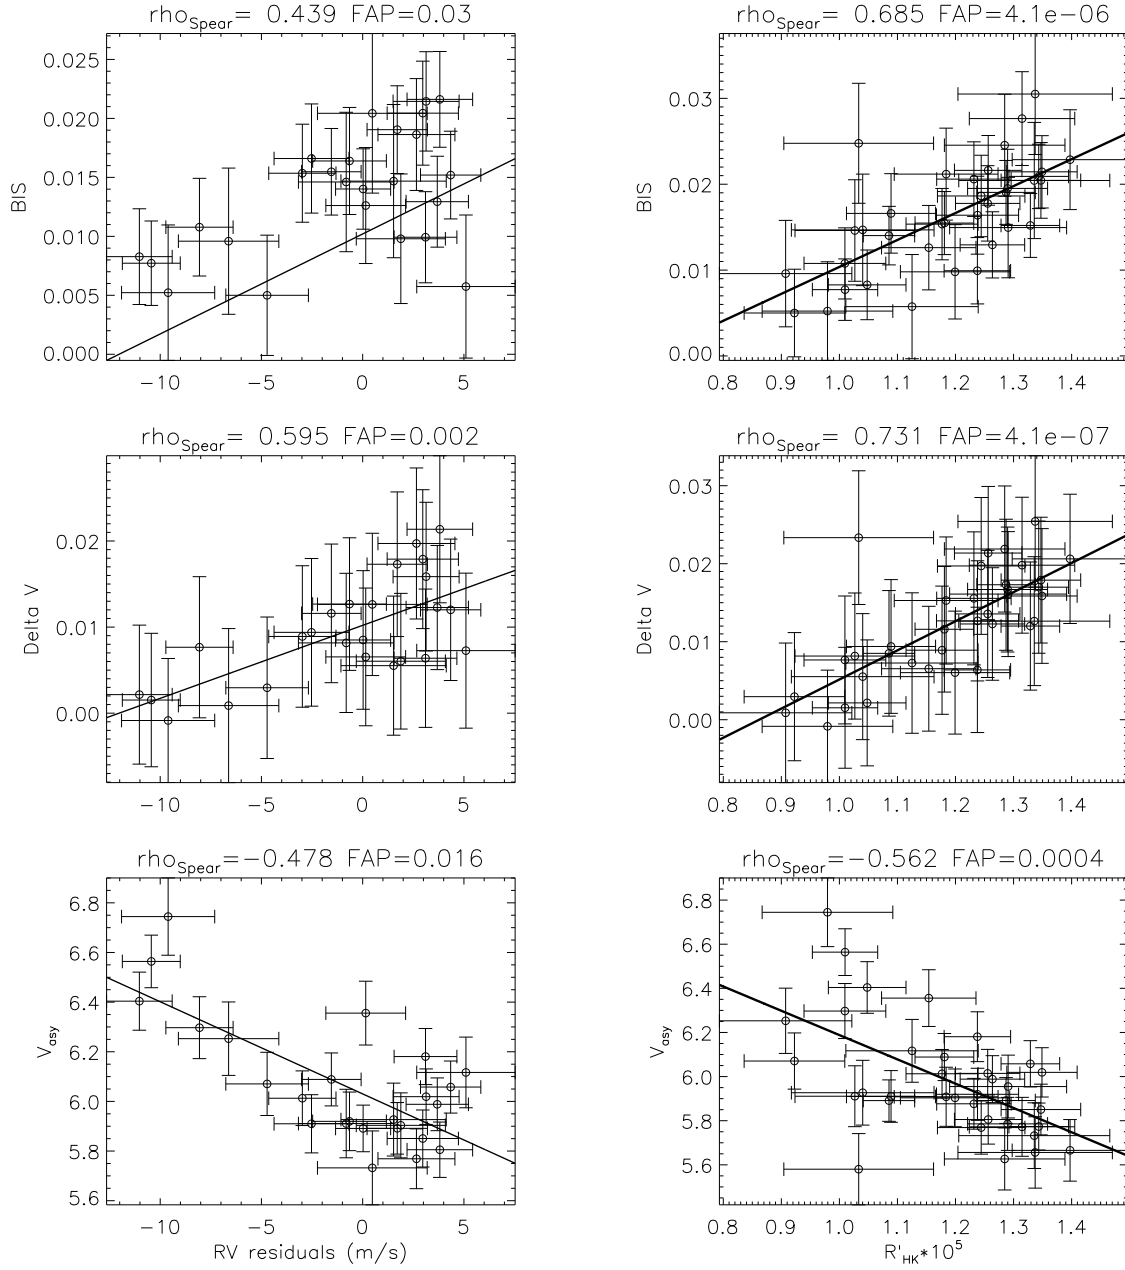 rho_Spear= 0.439 FAP=0.03
rho_Spear= 0.685 FAP=4.1e−06
BIS
0.025
0.020
0.015
0.010
0.005
0.000
−10 −5 0 5
BIS
0.03
0.02
0.01
0.00
0.8 0.9 1.0 1.1 1.2 1.3 1.4
rho_Spear= 0.595 FAP=0.002
rho_Spear= 0.731 FAP=4.1e−07
Delta V
0.02
0.01
0.00
−10 −5 0 5
Delta V
0.03
0.02
0.01
0.00
0.8 0.9 1.0 1.1 1.2 1.3 1.4
rho_Spear=−0.478 FAP=0.016
rho_Spear=−0.562 FAP=0.0004
V_asy
6.8
6.6
6.4
6.2
6.0
5.8
5.6
−10 −5 0 5
RV residuals (m/s)
V_asy
6.8
6.6
6.4
6.2
6.0
5.8
5.6
0.8 0.9 1.0 1.1 1.2 1.3 1.4
R'_HK*10^5